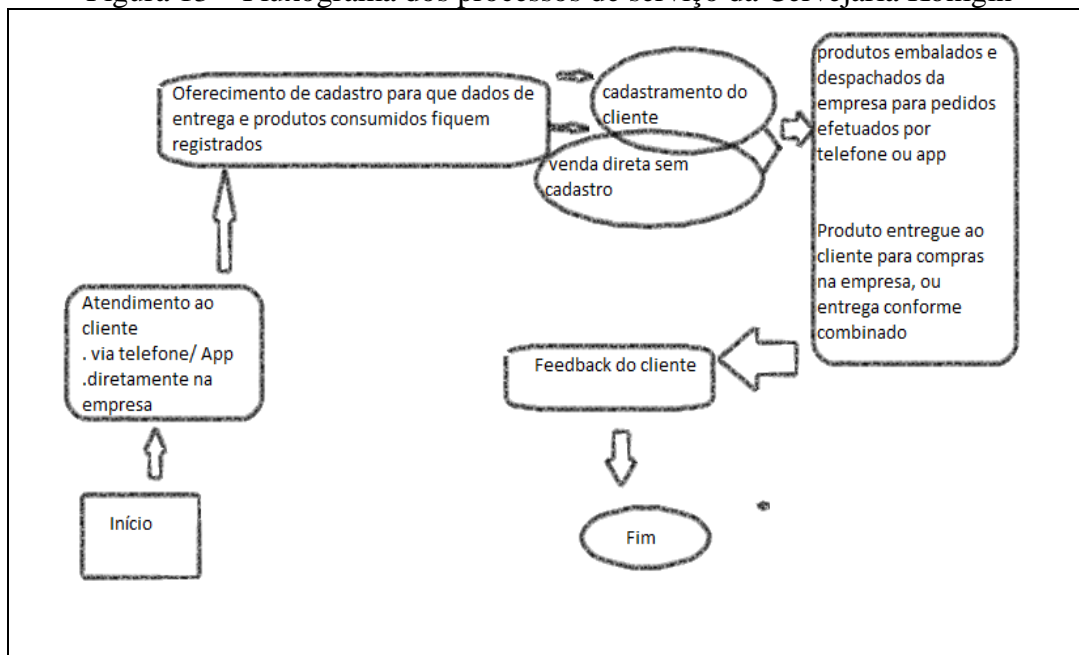 Início
Atendimento ao
cliente
. via telefone/ App
.diretamente na
empresa
Oferecimento de cadastro para que dados de
entrega e produtos consumidos fiquem
registrados
cadastramento do
cliente
venda direta sem
cadastro
produtos embalados e
despachados da
empresa para pedidos
efetuados por
telefone ou app
Produto entregue ao
cliente para compras
na empresa, ou
entrega conforme
combinado
Feedback do cliente
Fim